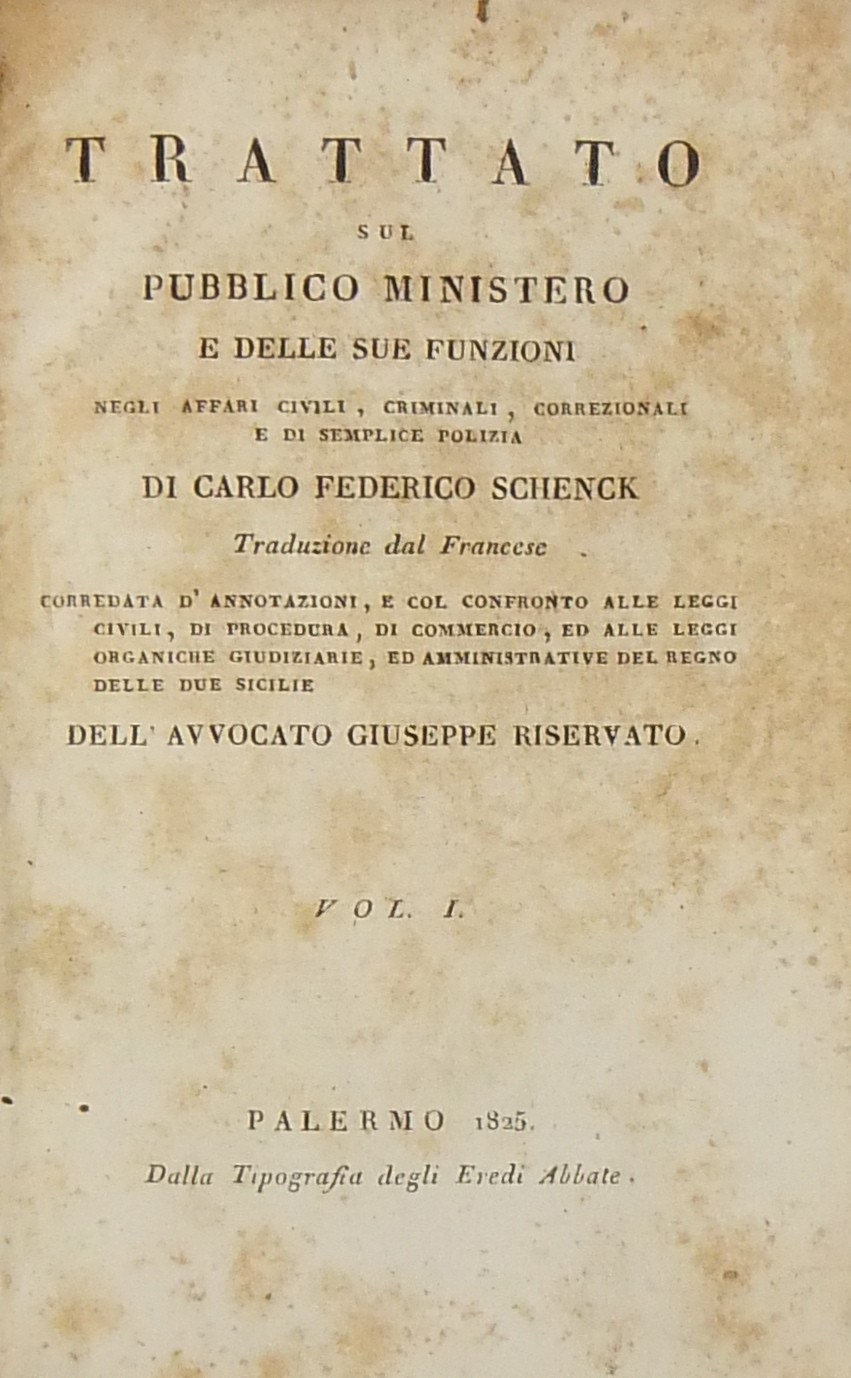 TRATTATO
SUL
PUBBLICO MINISTERO
E DELLE SUE FUNZIONI
NEGLI AFFARI CIVILI, CRIMINALI, CORREZIONALI
E DI SEMPLICE POLIZIA
DI CARLO FEDERICO SCHENCK
Traduzione dal Francese.
CORREDATA D' ANNOTAZIONI, E COL CONFRONTO ALLE LEGGI
CIVILI, DI PROCEDURA, DI COMMERCIO, ED ALLE LEGGI
ORGANICHE GIUDIZIARIE, ED AMMINISTRATIVE DEL REGNO
DELLE DUE SICILIE
DELL' AVVOCATO GIUSEPPE RISERVATO.
VOL. I.
PALERMO 1825.
Dalla Tipografia degli Eredi Abbate.